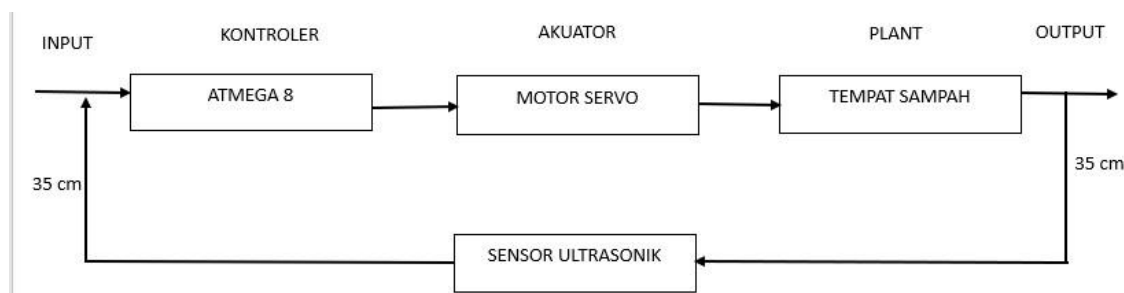 INPUT
KONTROLER
AKUATOR
PLANT
OUTPUT
ATMEGA 8
MOTOR SERVO
TEMPAT SAMPAH
35 cm
35 cm
SENSOR ULTRASONIK